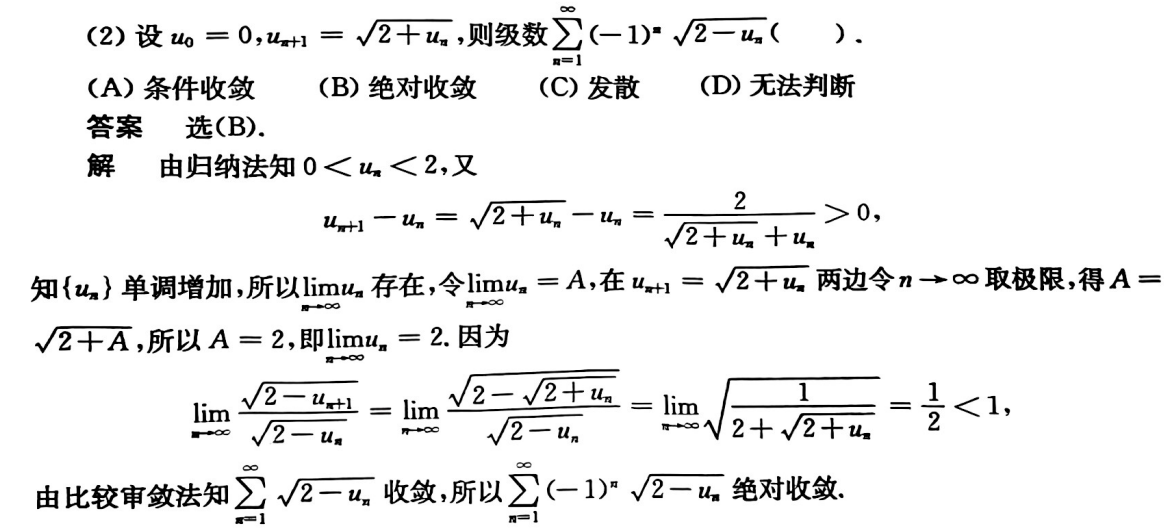 (2) 设 u₀ = 0, uₙ₊₁ = √(2+uₙ), 则级数 ∑_{n=1}^{∞} (−1)ⁿ √(2−uₙ) (    ).
(A) 条件收敛 (B) 绝对收敛 (C) 发散 (D) 无法判断
答案 选(B).
解 由归纳法知 0 < uₙ < 2, 又
uₙ₊₁ − uₙ = √(2+uₙ) − uₙ = 2/(√(2+uₙ) + uₙ) > 0,
知{uₙ} 单调增加, 所以 lim_{n→∞} uₙ 存在, 令 lim_{n→∞} uₙ = A, 在 uₙ₊₁ = √(2+uₙ) 两边令 n → ∞ 取极限, 得 A =
√(2+A), 所以 A = 2, 即 lim_{n→∞} uₙ = 2. 因为
lim_{n→∞} √(2−uₙ₊₁)/√(2−uₙ) = lim_{n→∞} √(2−√(2+uₙ))/√(2−uₙ) = lim_{n→∞} √(1/(2+√(2+uₙ))) = 1/2 < 1,
由比较审敛法知 ∑_{n=1}^{∞} √(2−uₙ) 收敛, 所以 ∑_{n=1}^{∞} (−1)ⁿ √(2−uₙ) 绝对收敛.